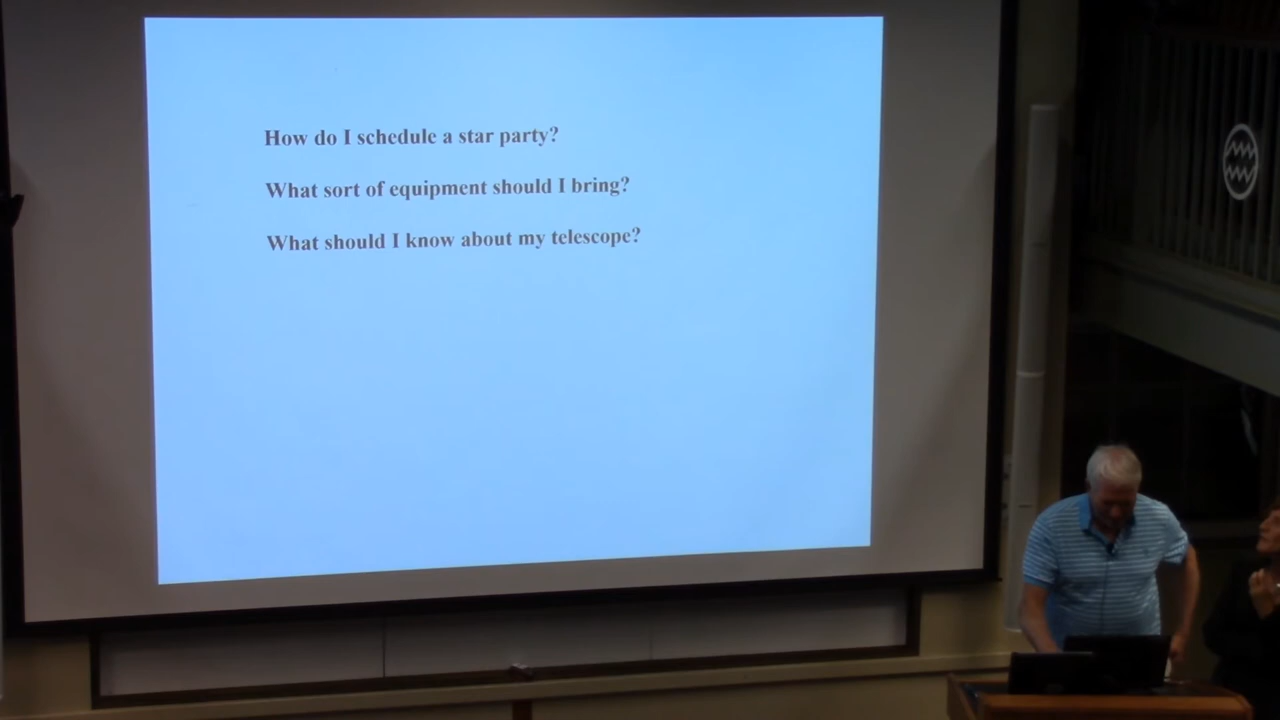 How do I schedule a star party?
What sort of equipment should I bring?
What should I know about my telescope?